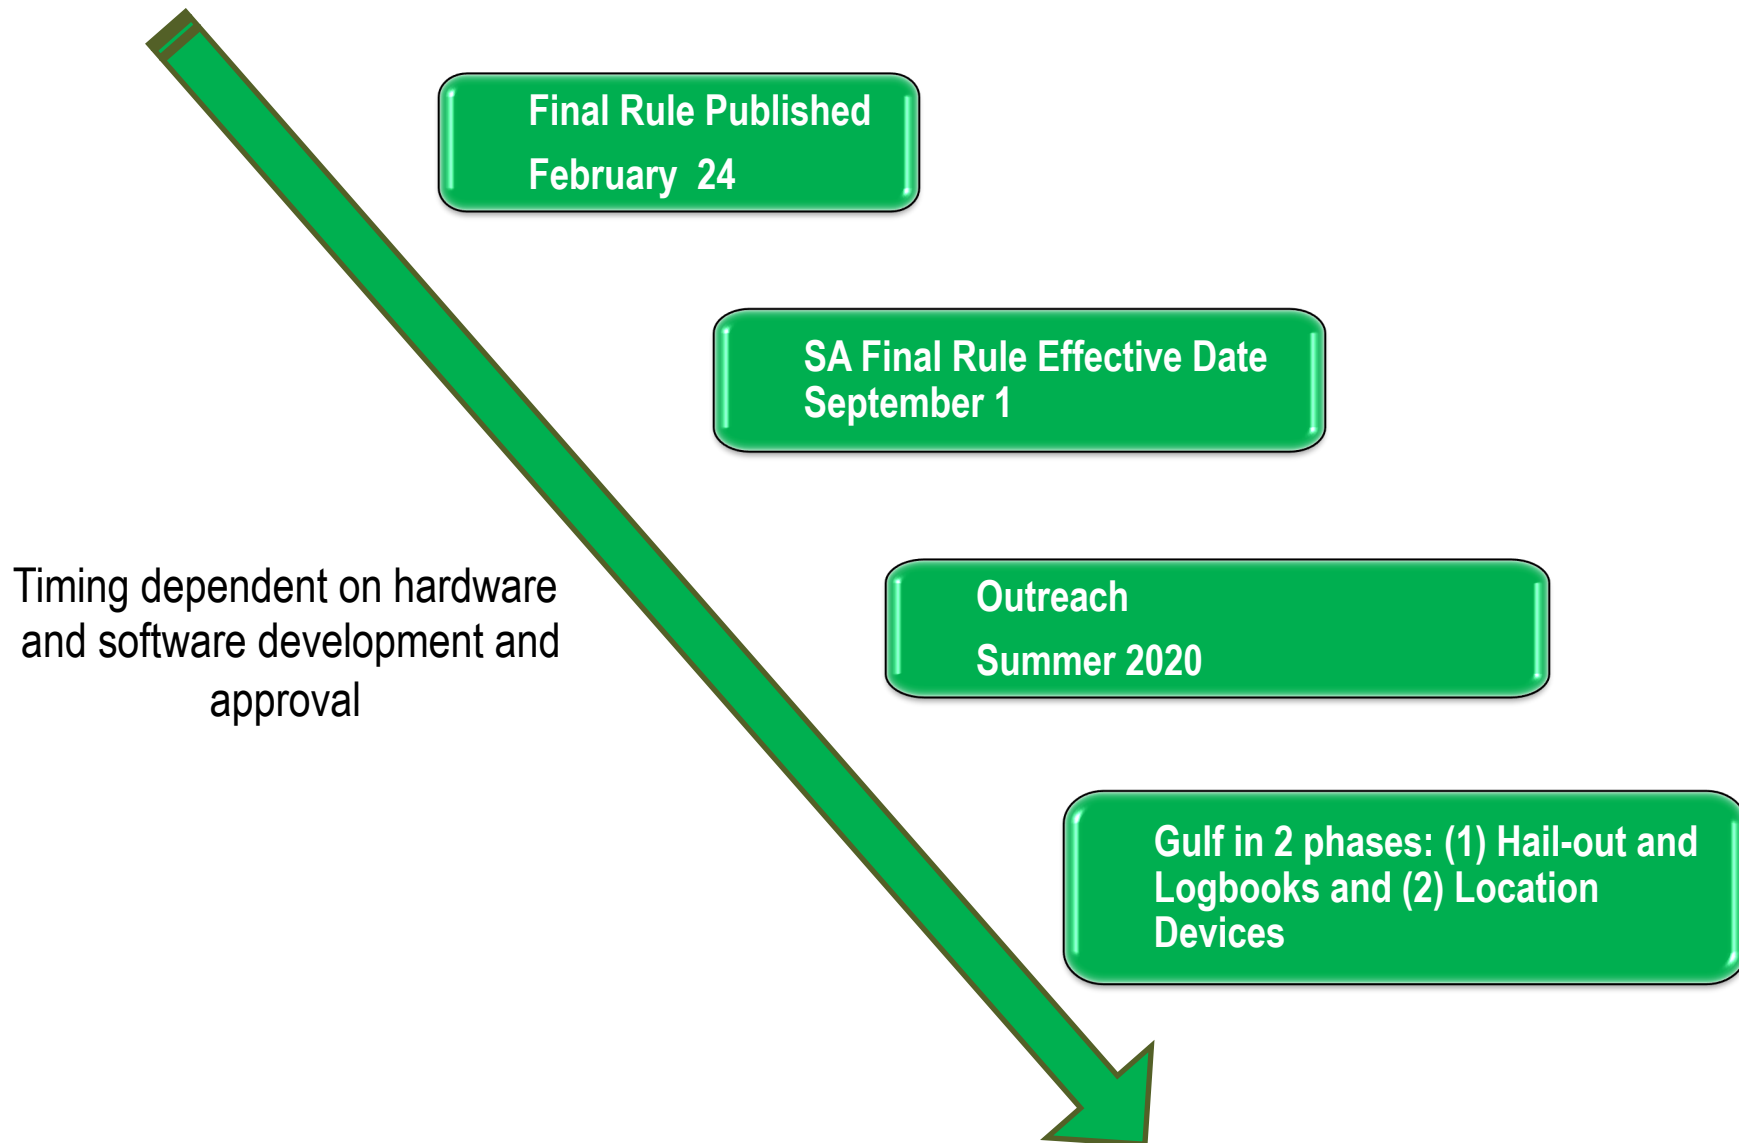 Final Rule Published
February  24
SA Final Rule Effective Date
September 1
Timing dependent on hardware
and software development and
approval
Outreach
Summer 2020
Gulf in 2 phases: (1) Hail-out and
Logbooks and (2) Location
Devices